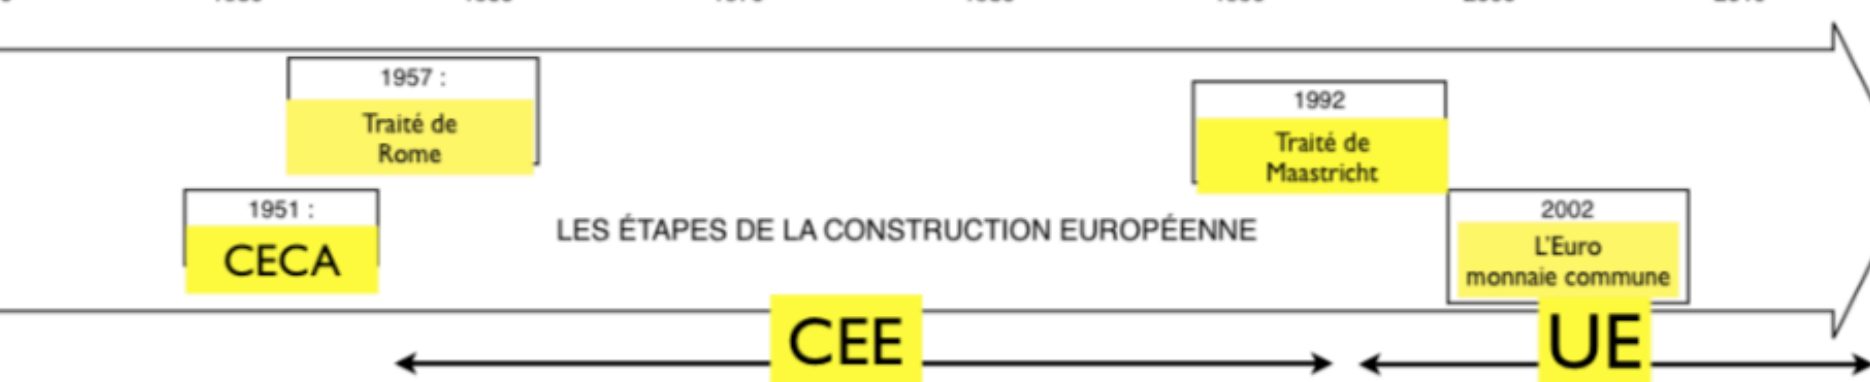 1957 :
Traité de
Rome
1992
Traité de
Maastricht
1951 :
CECA
LES ÉTAPES DE LA CONSTRUCTION EUROPÉENNE
2002
L'Euro
monnaie commune
CEE
UE